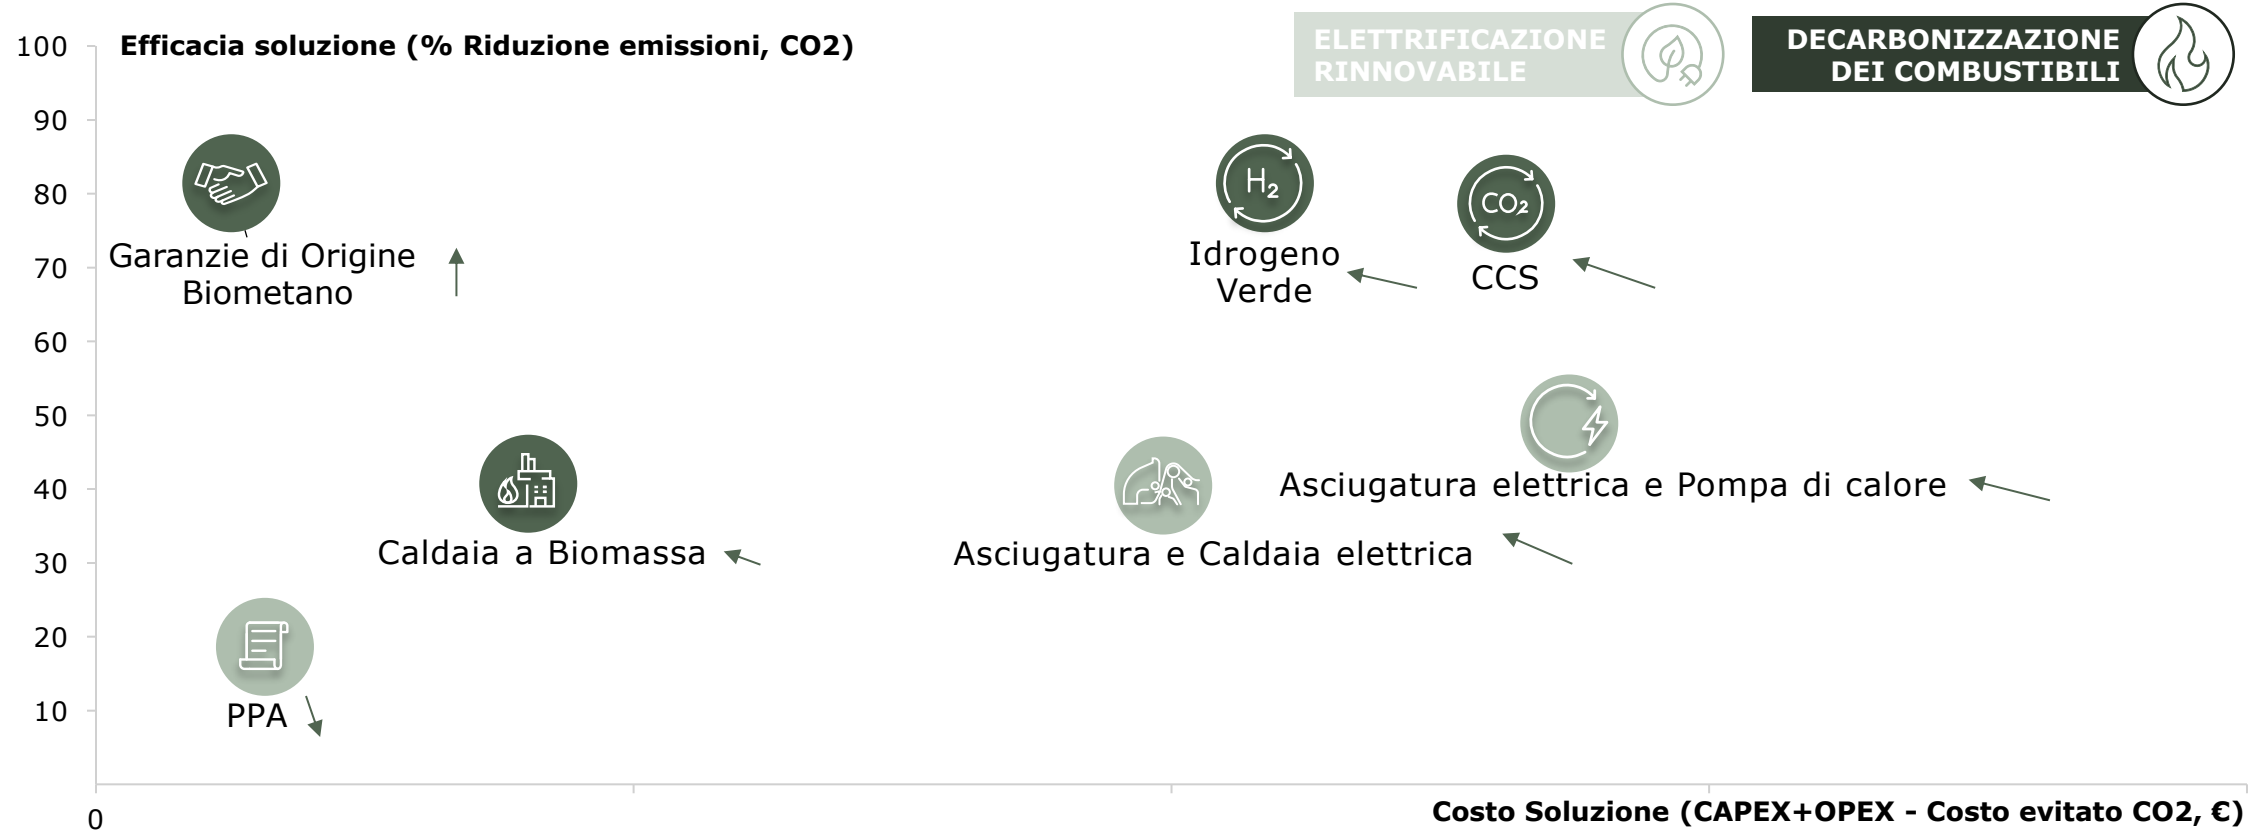 Efficacia soluzione (% Riduzione emissioni, CO2)
ELETTRIFICAZIONE
RINNOVABILE
DECARBONIZZAZIONE
DEI COMBUSTIBILI
100
90
80
70
60
50
40
30
20
10
0
Garanzie di Origine
Biometano
H2
Idrogeno
Verde
CO2
CCS
Asciugatura elettrica e Pompa di calore
Caldaia a Biomassa
Asciugatura e Caldaia elettrica
PPA
Costo Soluzione (CAPEX+OPEX - Costo evitato CO2, €)